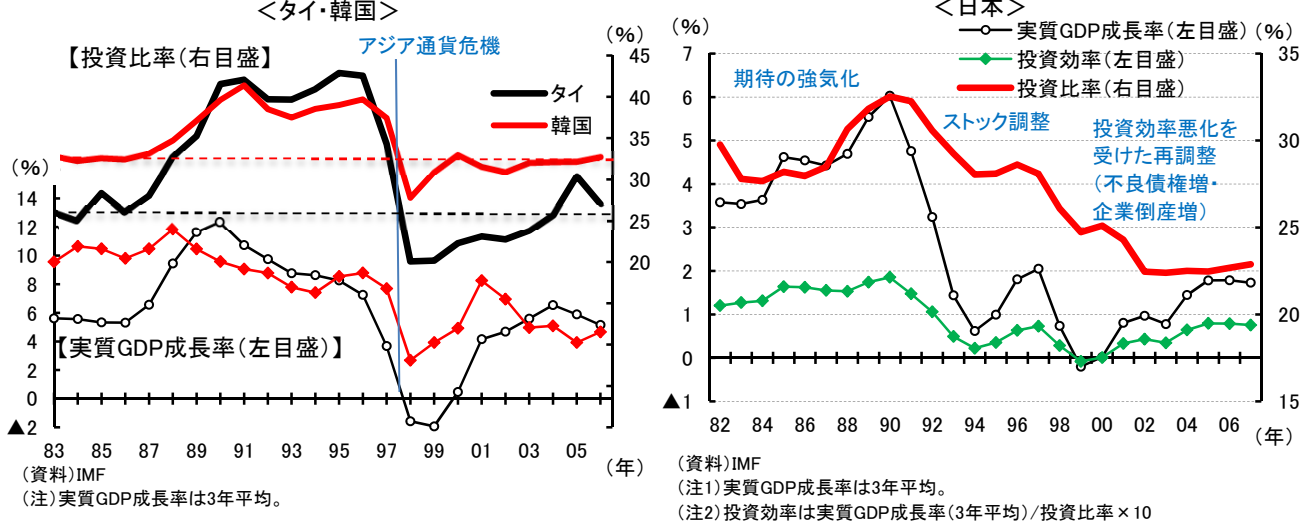 <タイ・韓国>
(%)
【投資比率(右目盛)】
アジア通貨危機
タイ
韓国
45
40
35
30
25
20
(%)
14
12
10
8
6
4
2
0
▲2
【実質GDP成長率(左目盛)】
83 85 87 89 91 93 95 97 99 01 03 05
(年)
(資料)IMF
(注)実質GDP成長率は3年平均。
<日本>
(%)
実質GDP成長率(左目盛)
(%)
投資効率(左目盛)
投資比率(右目盛)
期待の強気化
ストック調整
投資効率悪化を
受けた再調整
(不良債権増・
企業倒産増)
7
6
5
4
3
2
1
0
▲1
35
30
25
20
15
82 84 86 88 90 92 94 96 98 00 02 04 06
(年)
(資料)IMF
(注1)実質GDP成長率は3年平均。
(注2)投資効率は実質GDP成長率(3年平均)/投資比率×10